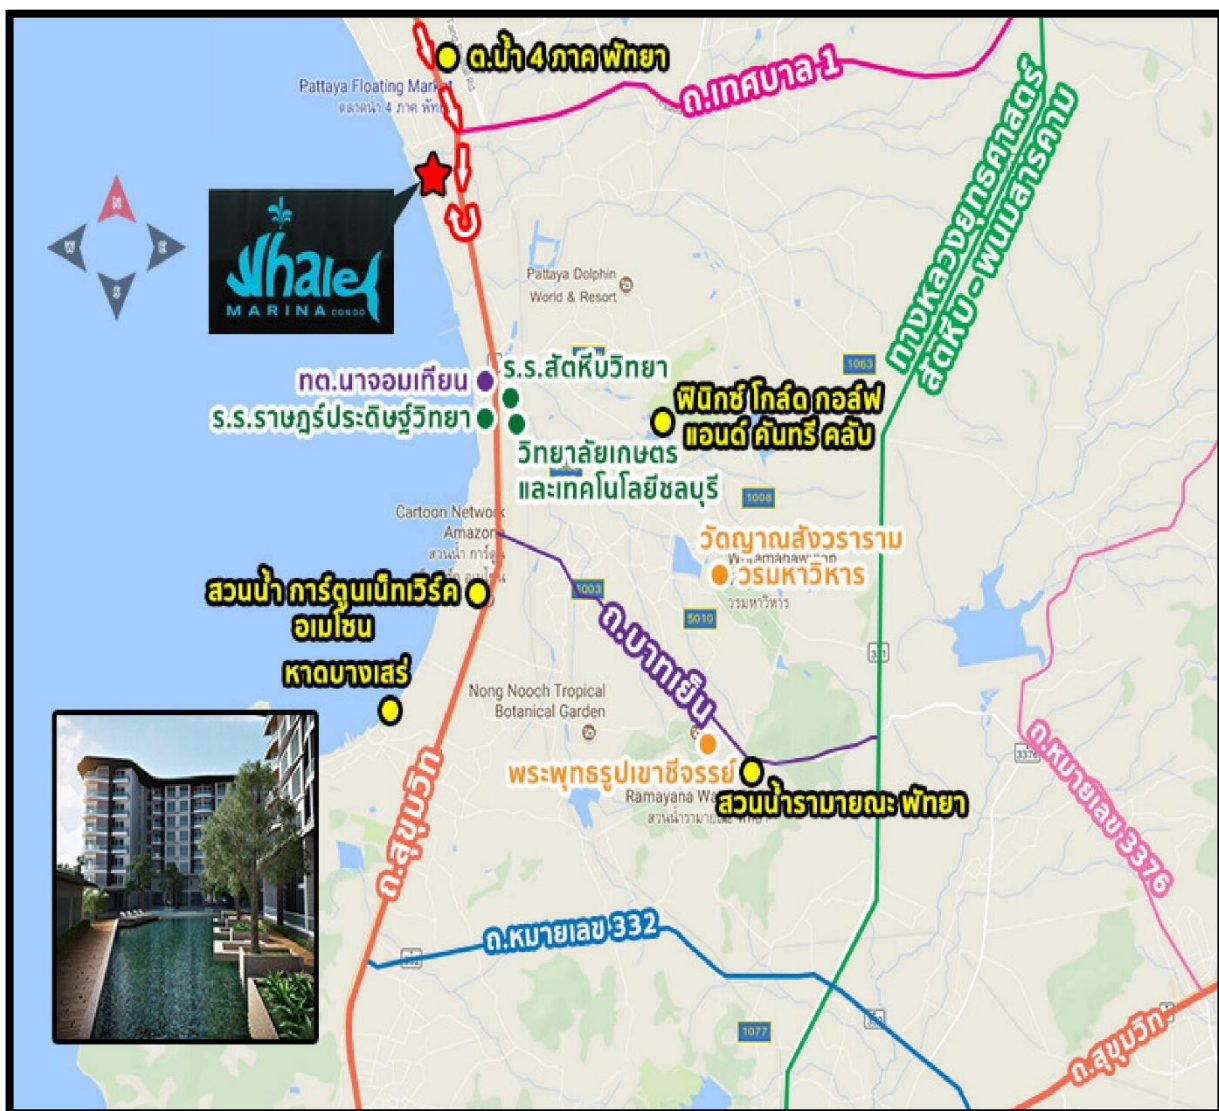 ต.น้ำ 4 ภาค พัทยา
Pattaya Floating Market
ถ.เทศบาล 1
ทางหลวงยุทธศาสตร์
สัตหีบ - พนมสารคาม
N
W
E
S
Whale
MARINA CONDO
Pattaya Dolphin
World & Resort
ร.ร.สัตหีบวิทยา
1063
ทต.นาจอมเทียน
ร.ร.ราษฎร์ประดิษฐ์วิทยา
ฟินิกซ์ โกล์ด กอล์ฟ
แอนด์ คันทรี คลับ
วิทยาลัยเกษตร
และเทคโนโลยีชลบุรี
1008
Cartoon Network
วัดญาณสังวราราม
วรมหาวิหาร
วรมหาวิหาร
สวนน้ำ การ์ตูนเน็ทเวิร์ค
อเมโซน
1003
5010
ถ.บาทเย็น
331
หาดบางเสร่
Nong Nooch Tropical
Botanical Garden
3376
ถ.หมายเลข 3376
พระพุทธรูปเขาชีจรรย์
สวนน้ำรามายณะ พัทยา
ถ.สุขุมวิท
ถ.หมายเลข 332
332
1077
ถ.สุขุมวิท